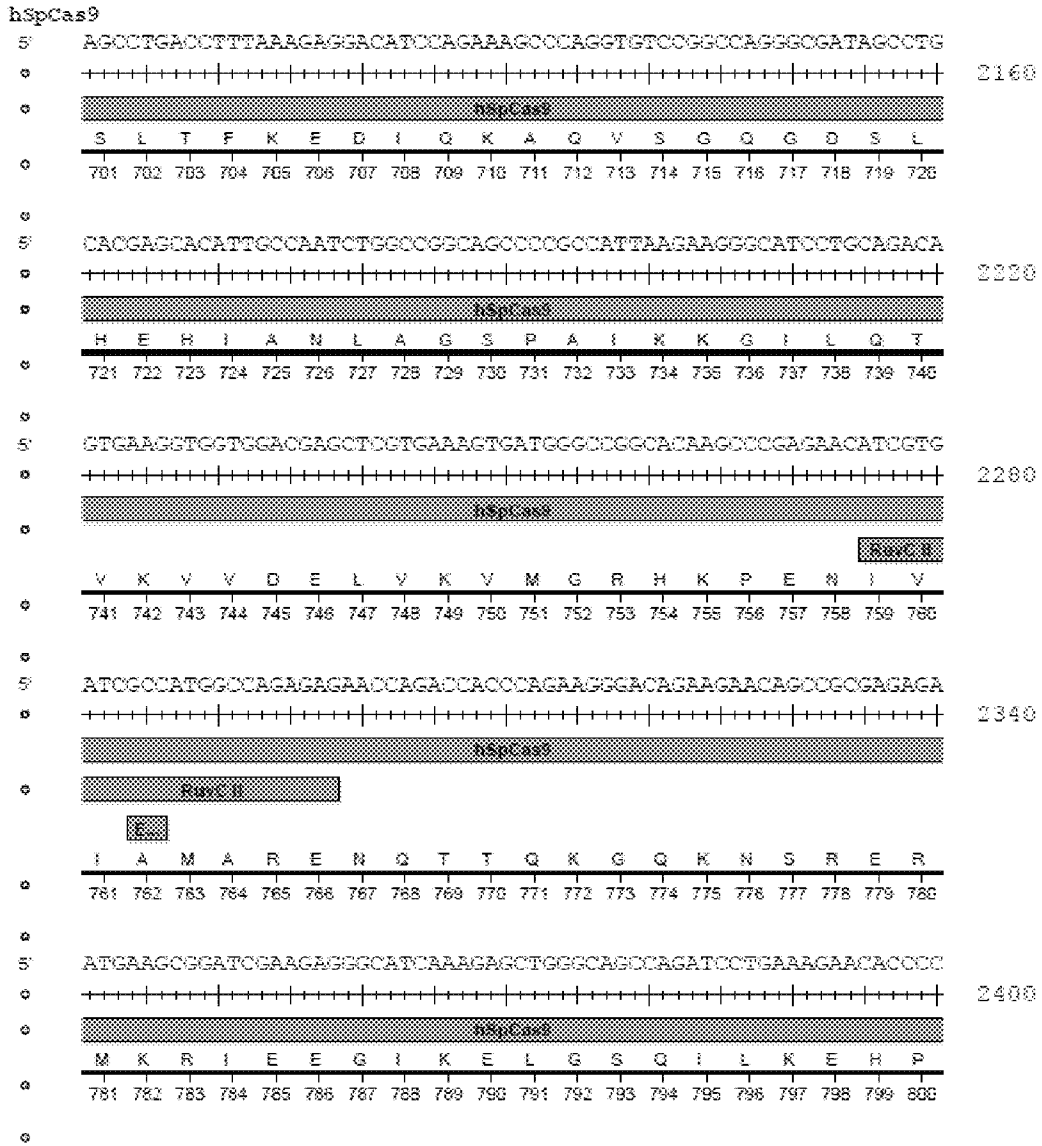 hSpCas9
5' AGCCTGACCTTTAAAGAGGACATCCAGAAAGCCCAGGTGTCCGGCCAGGGCGATAGCCTG
2160
hSpCas9
S L T F K E D I Q K A Q V S G Q G D S L
701 702 703 704 705 706 707 708 709 710 711 712 713 714 715 716 717 718 719 720
5' CACGAGCACATTGCCAATCTGGCCGGCAGCCCCGCCATTAAGAAGGGCATCCTGCAGACA
2220
hSpCas9
H E H I A N L A G S P A I K K G I L Q T
721 722 723 724 725 726 727 728 729 730 731 732 733 734 735 736 737 738 739 740
5' GTGAAGGTGGTGGACGAGCTCGTGAAAGTGATGGGCCGGCACAAGCCCGAGAACATCGTG
2280
hSpCas9
RuvC II
V K V V D E L V K V M G R H K P E N I V
741 742 743 744 745 746 747 748 749 750 751 752 753 754 755 756 757 758 759 760
5' ATCGCCATGGCCAGAGAGAACCAGACCACCCAGAAGGGACAGAAGAACAGCCGCGAGAGA
2340
hSpCas9
RuvC II
E...
I A M A R E N Q T T Q K G Q K N S R E R
761 762 763 764 765 766 767 768 769 770 771 772 773 774 775 776 777 778 779 780
5' ATGAAGCGGATCGAAGAGGGCATCAAAGAGCTGGGCAGCCAGATCCTGAAAGAACACCCC
2400
hSpCas9
M K R I E E G I K E L G S Q I L K E H P
781 782 783 784 785 786 787 788 789 790 791 792 793 794 795 796 797 798 799 800